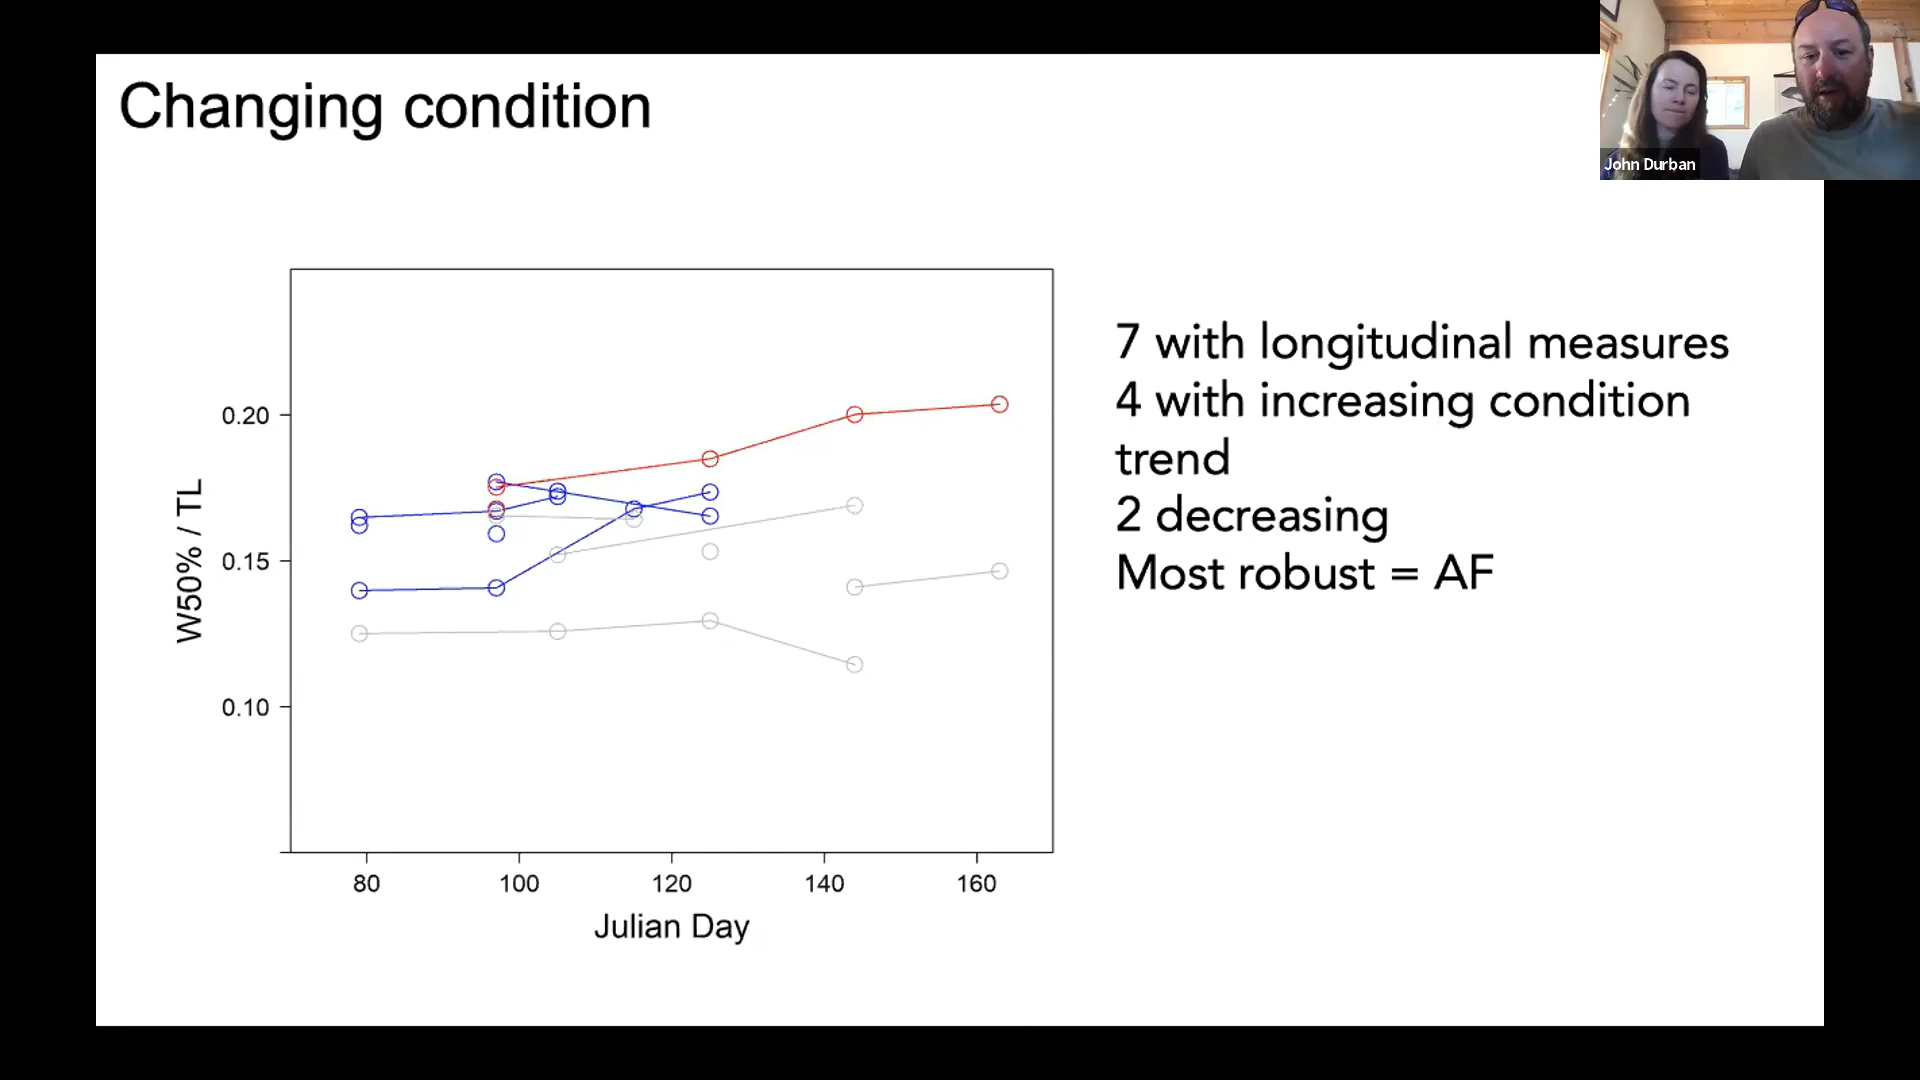 Changing condition
John Durban
7 with longitudinal measures
4 with increasing condition
trend
2 decreasing
Most robust = AF
W50% / TL
0.20
0.15
0.10
80
100
120
140
160
Julian Day